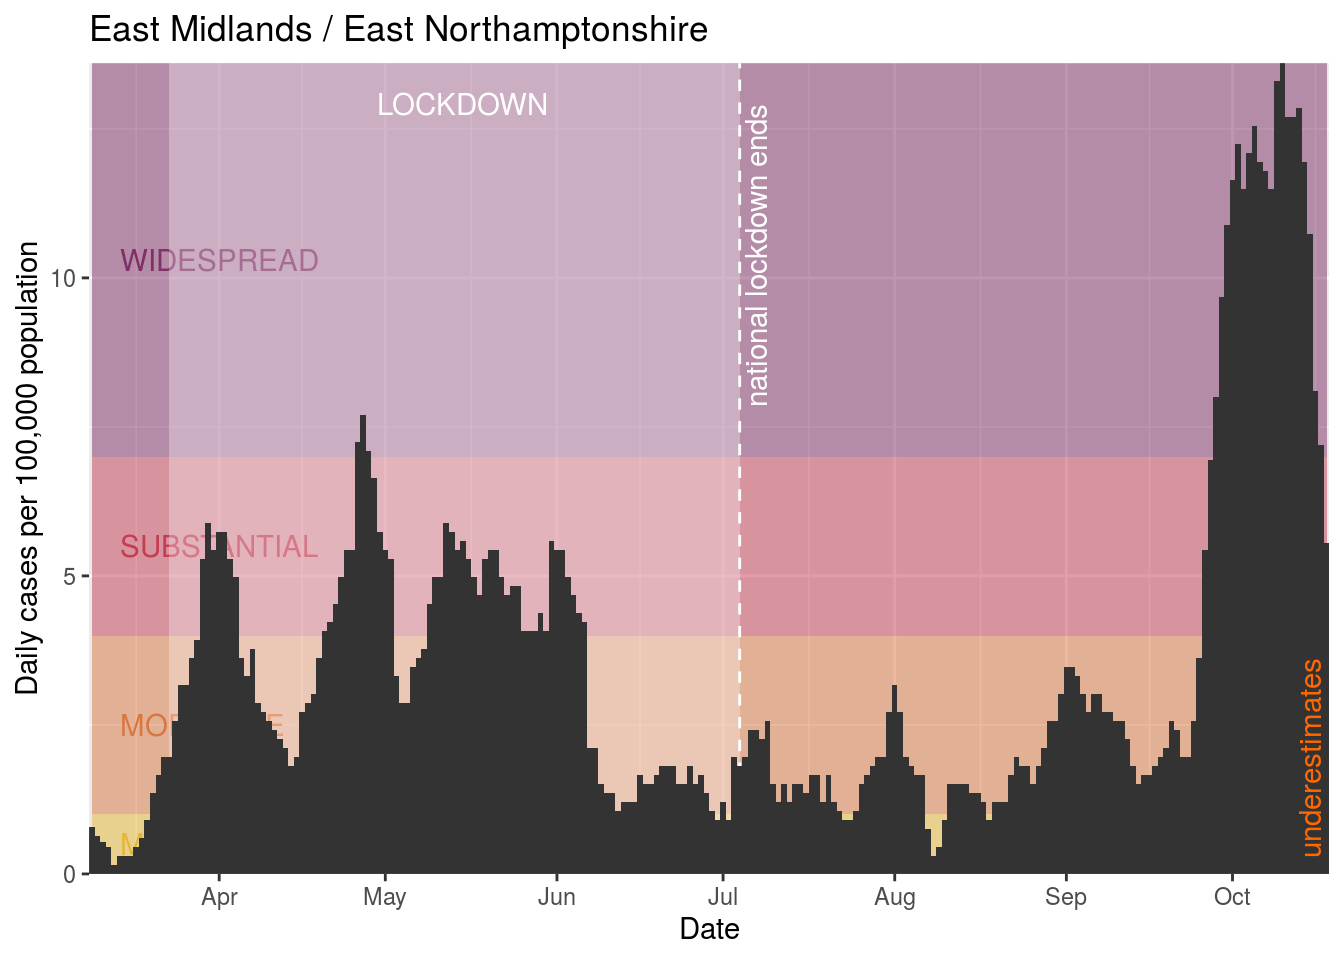 East Midlands / East Northamptonshire
LOCKDOWN
national lockdown ends
WIDESPREAD
SUBSTANTIAL
underestimates
Daily cases per 100,000 population
10
5
0
Apr
May
Jun
Jul
Aug
Sep
Oct
Date